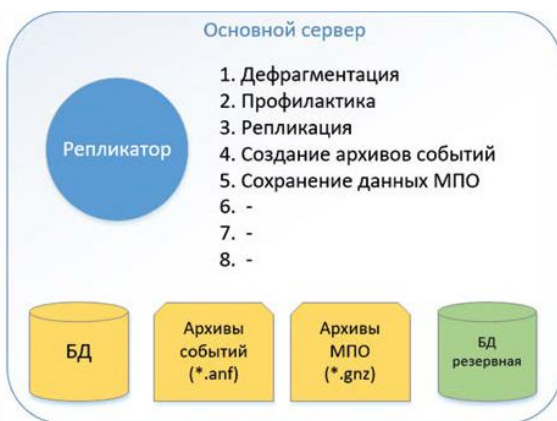 Основной сервер
Репликатор
1. Дефрагментация
2. Профилактика
3. Репликация
4. Создание архивов событий
5. Сохранение данных МПО
6. -
7. -
8. -
БД
Архивы
событий
(*.anf)
Архивы
МПО
(*.gnz)
БД
резервная